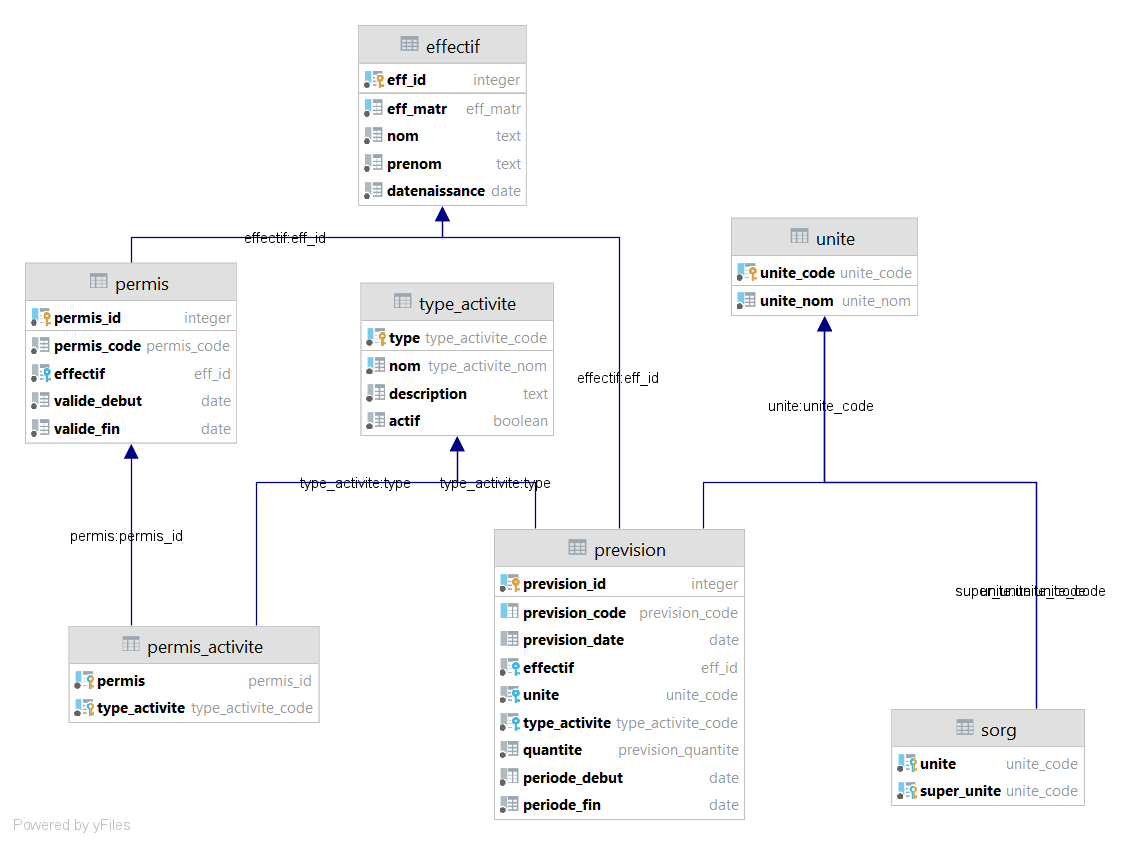 effectif
eff_id integer
eff_matr eff_matr
nom text
prenom text
datenaissance date
effectif:eff_id
unite
unite_code unite_code
unite_nom unite_nom
permis
permis_id integer
permis_code permis_code
effectif eff_id
valide_debut date
valide_fin date
type_activite
type type_activite_code
nom type_activite_nom
description text
actif boolean
effectif:eff_id
unite:unite_code
type_activite:type
type_activite:type
permis:permis_id
prevision
prevision_id integer
prevision_code prevision_code
prevision_date date
effectif eff_id
unite unite_code
type_activite type_activite_code
quantite prevision_quantite
periode_debut date
periode_fin date
permis_activite
permis permis_id
type_activite type_activite_code
sorg
unite unite_code
super_unite unite_code
Powered by yFiles